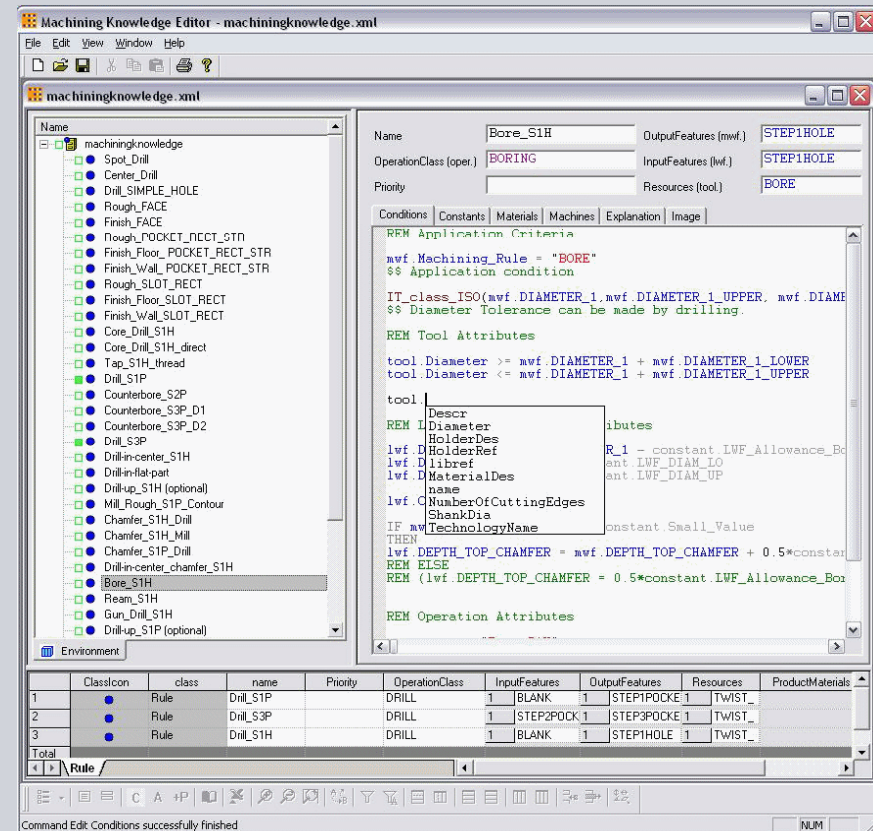 Machining Knowledge Editor - machiningknowledge.xml
File Edit View Window Help
machiningknowledge.xml
Name
machiningknowledge
Spot_Drill
Center_Drill
Drill_SIMPLE_HOLE
Rough_FACE
Finish_FACE
Rough_POCKET_RECT_STR
Finish_Floor_POCKET_RECT_STR
Finish_Wall_POCKET_RECT_STR
Rough_SLOT_RECT
Finish_Floor_SLOT_RECT
Finish_Wall_SLOT_RECT
Core_Drill_S1H
Core_Drill_S1H_direct
Tap_S1H_thread
Drill_S1P
Counterbore_S2P
Counterbore_S3P_D1
Counterbore_S3P_D2
Drill_S3P
Drill-in-center_S1H
Drill-in-flat-part
Drill-up_S1H (optional)
Mill_Rough_S1P_Contour
Chamfer_S1H_Drill
Chamfer_S1H_Mill
Chamfer_S1P_Drill
Drill-in-center_chamfer_S1H
Bore_S1H
Ream_S1H
Gun_Drill_S1H
Drill-up_S1P (optional)
Environment
Name Bore_S1H OutputFeatures (mwf.) STEP1HOLE
OperationClass (oper.) BORING InputFeatures (lwf.) STEP1HOLE
Priority Resources (tool.) BORE
Conditions Constants Materials Machines Explanation Image
REM Application Criteria
mwf.Machining_Rule = "BORE"
$$ Application condition
IT_class_ISO(mwf.DIAMETER_1,mwf.DIAMETER_1_UPPER, mwf.DIAME
$$ Diameter Tolerance can be made by drilling.
REM Tool Attributes
tool.Diameter >= mwf.DIAMETER_1 + mwf.DIAMETER_1_LOWER
tool.Diameter <= mwf.DIAMETER_1 + mwf.DIAMETER_1_UPPER
tool.
Descr
Diameter
HolderDes
HolderRef
libref
MaterialDes
name
NumberOfCuttingEdges
ShankDia
TechnologyName
REM L ibutes
lwf.D R_1 - constant.LWF_Allowance_Bo
lwf.D ant.LWF_DIAM_LO
lwf.D ant.LWF_DIAM_UP
lwf.C
IF mw constant.Small_Value
THEN
lwf.DEPTH_TOP_CHAMFER = mwf.DEPTH_TOP_CHAMFER + 0.5*constan
REM ELSE
REM (lwf.DEPTH_TOP_CHAMFER = 0.5*constant.LWF_Allowance_Bor
REM Operation Attributes
ClassIcon class name Priority OperationClass InputFeatures OutputFeatures Resources ProductMaterials
1 Rule Drill_S1P DRILL 1 BLANK 1 STEP1POCKE 1 TWIST_
2 Rule Drill_S3P DRILL 1 STEP2POCK 1 STEP3POCKE 1 TWIST_
3 Rule Drill_S1H DRILL 1 BLANK 1 STEP1HOLE 1 TWIST_
Total
Rule
C A +P
Command Edit Conditions successfully finished NUM